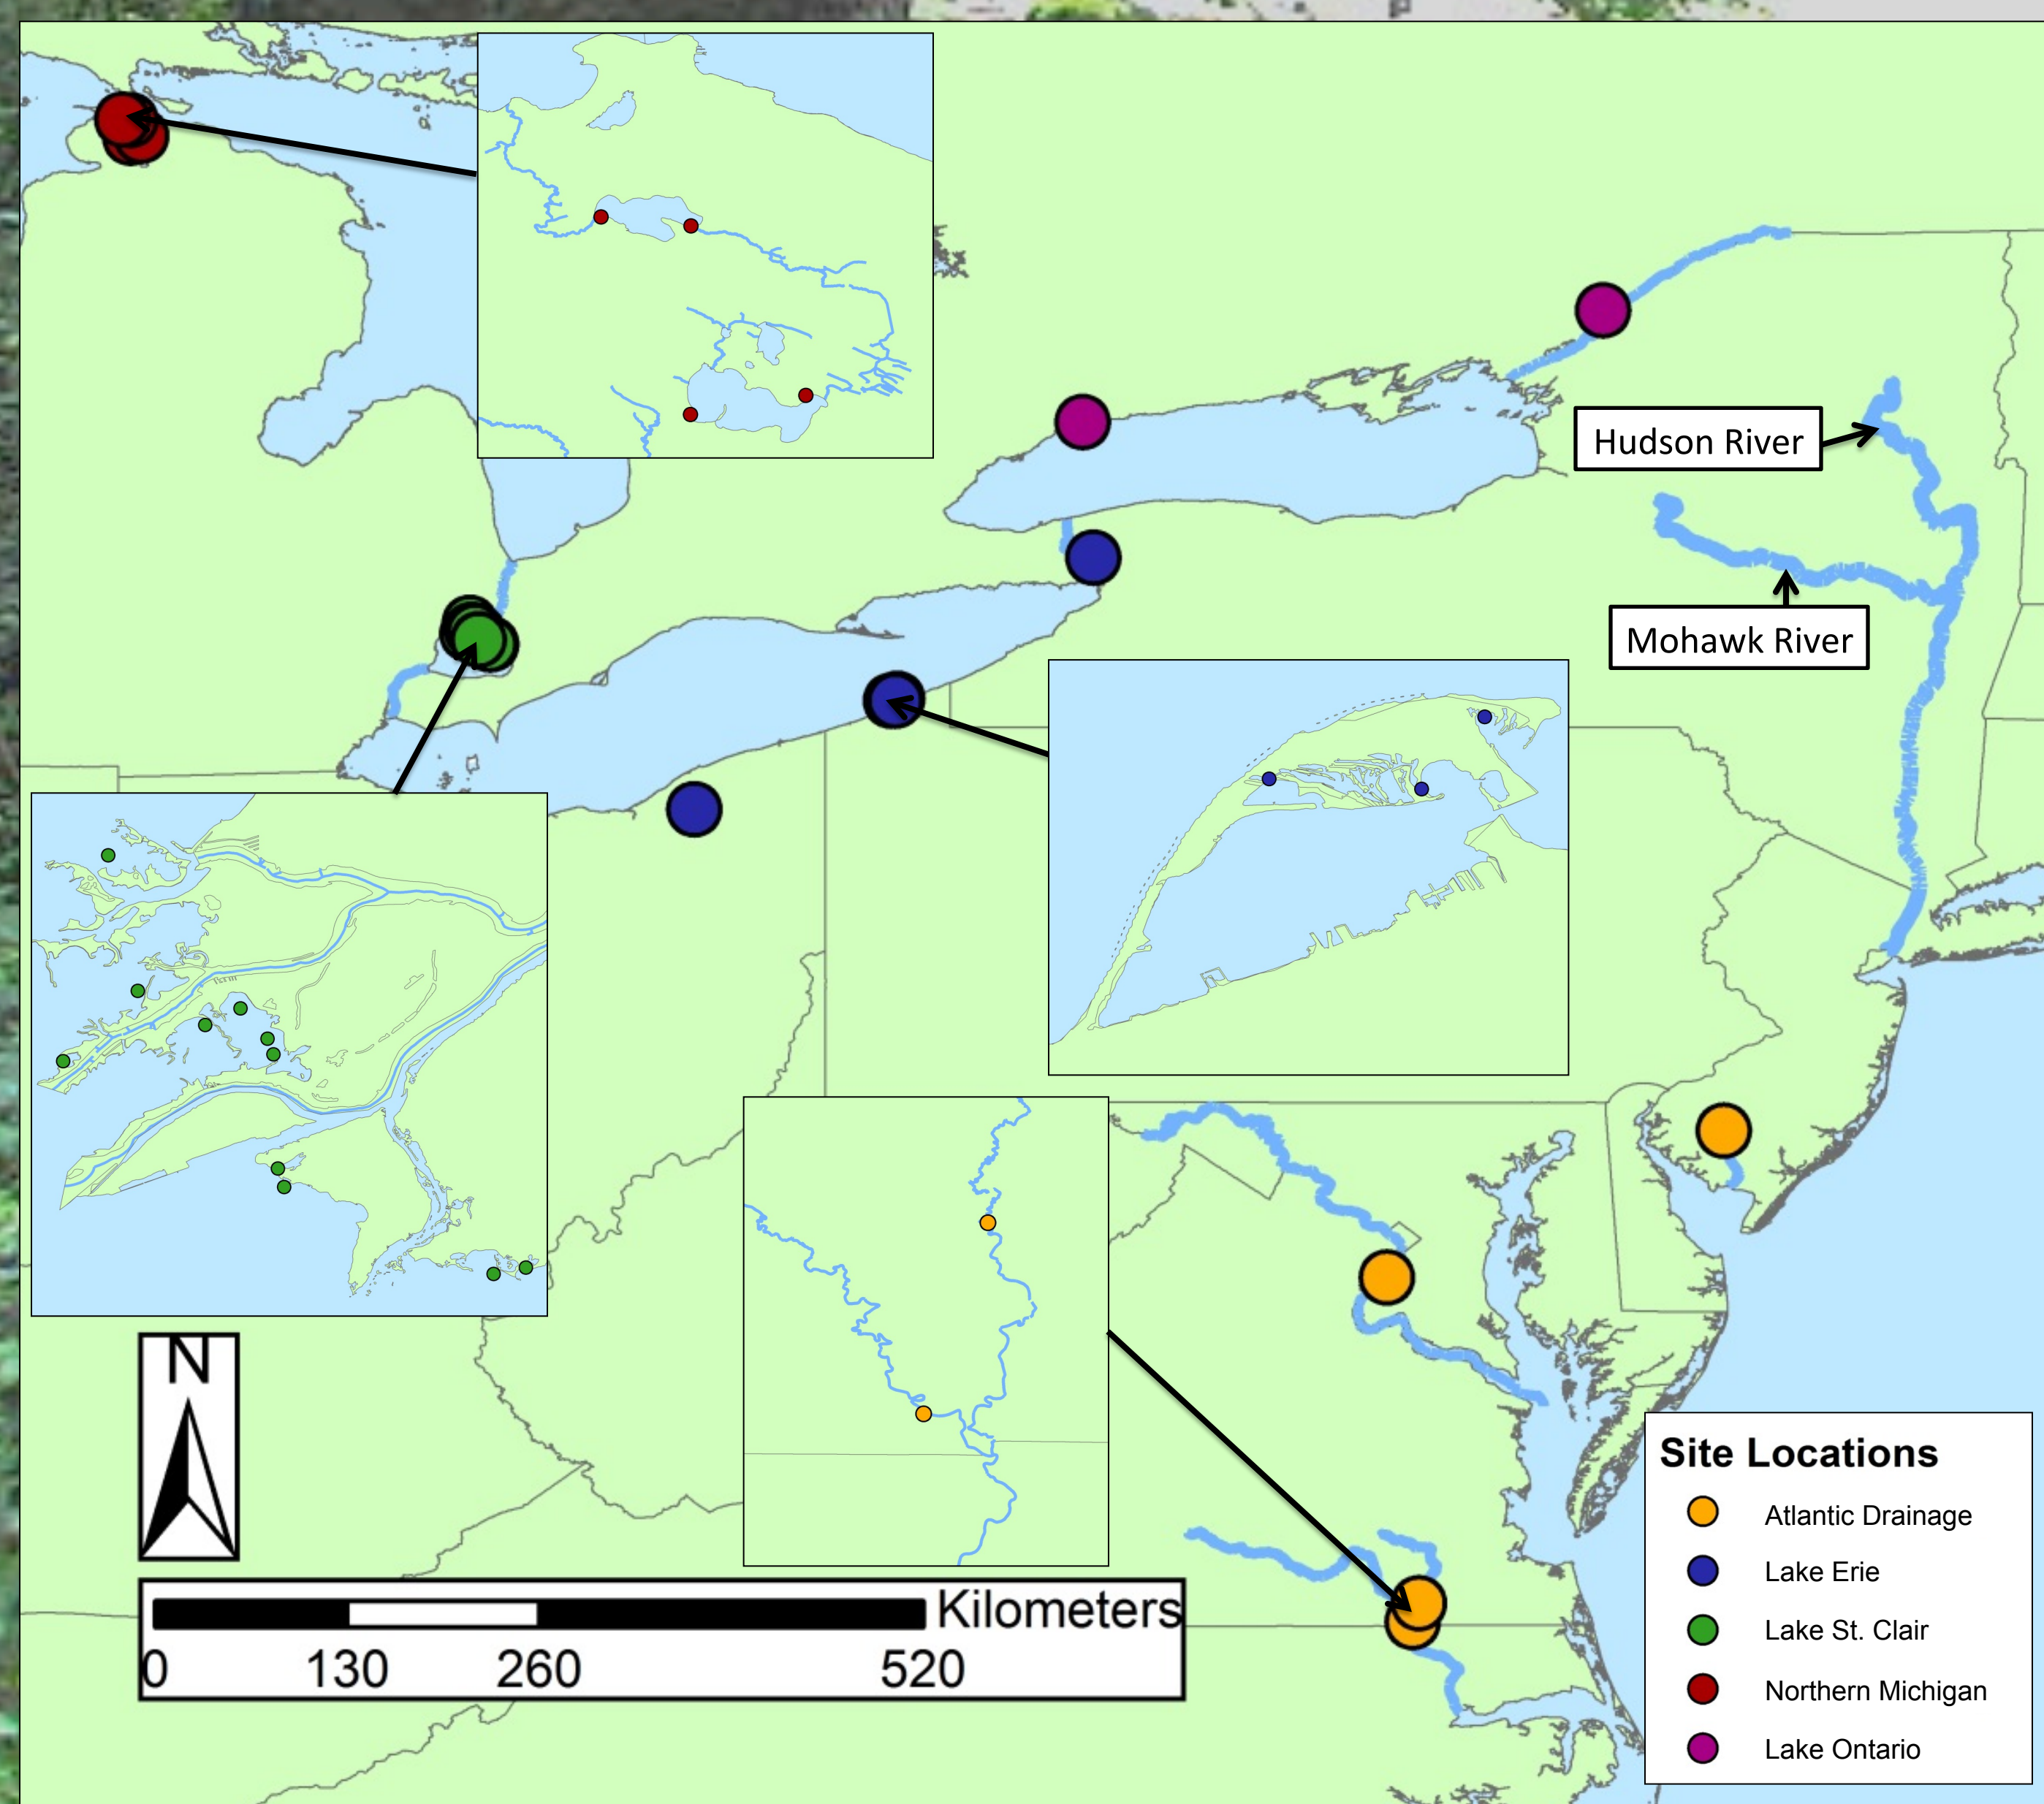 Hudson River
Mohawk River
N
Kilometers
0 130 260 520
Site Locations
Atlantic Drainage
Lake Erie
Lake St. Clair
Northern Michigan
Lake Ontario